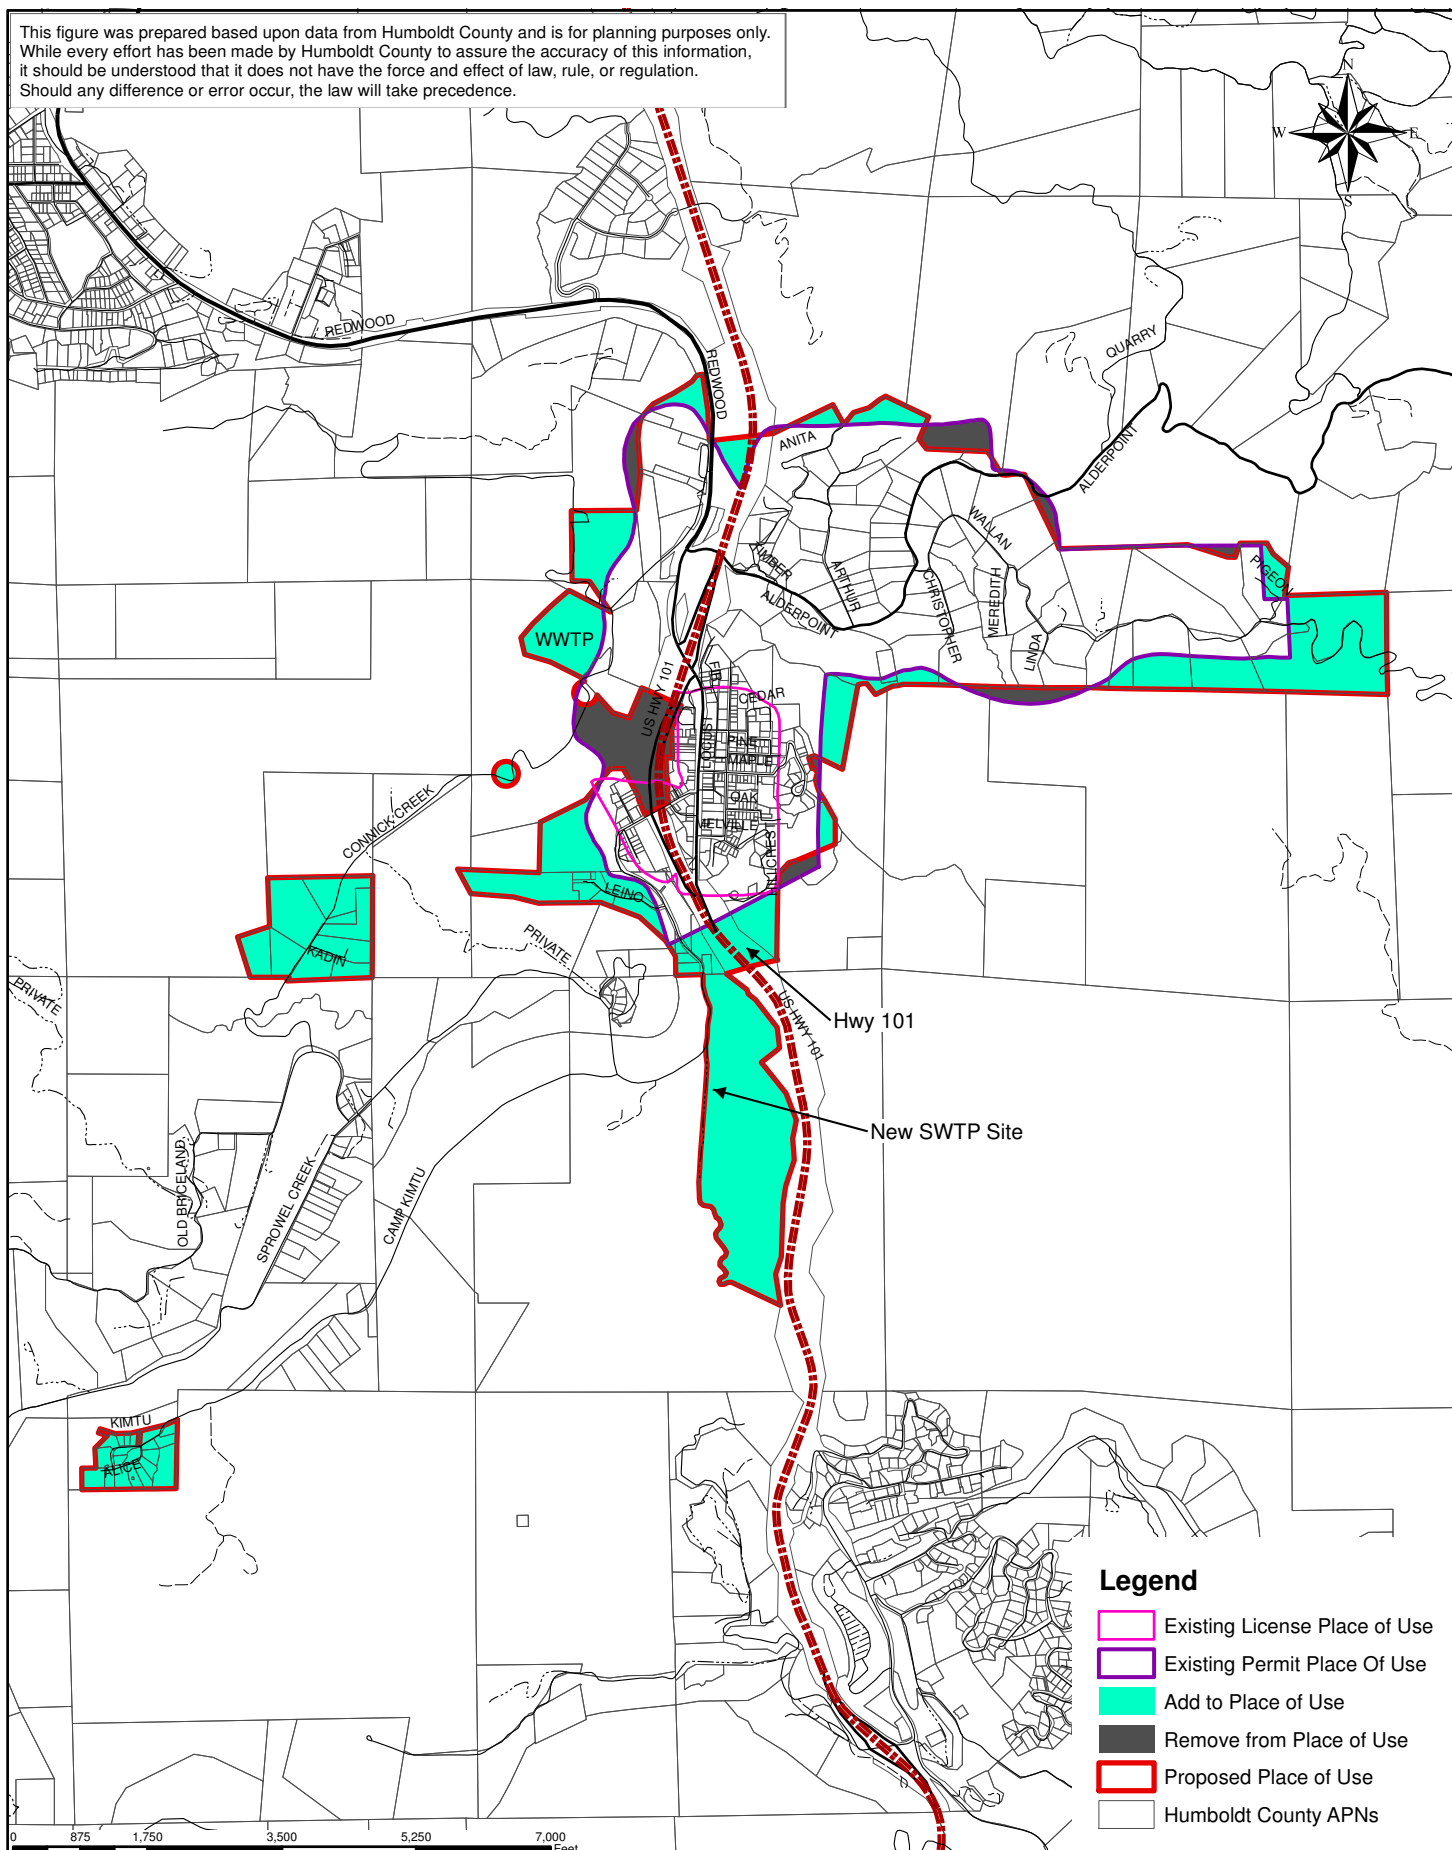 This figure was prepared based upon data from Humboldt County and is for planning purposes only.
While every effort has been made by Humboldt County to assure the accuracy of this information,
it should be understood that it does not have the force and effect of law, rule, or regulation.
Should any difference or error occur, the law will take precedence.
N
W
E
S
REDWOOD
REDWOOD
QUARRY
ANITA
ALDERPOINT
WALLAN
TIMBER
ARTHUR
ALDERPOINT
CHRISTOPHER
MEREDITH
LINDA
PIGEON
WWTP
US HWY 101
FIR
CEDAR
LOCUST
PINE
MAPLE
OAK
MELVILLE
HILLCREST
CONNICK CREEK
LEINO
KADIN
PRIVATE
PRIVATE
US HWY 101
Hwy 101
New SWTP Site
OLD BRICELAND
SPROWEL CREEK
CAMP KIMTU
KIMTU
ALICE
Legend
Existing License Place of Use
Existing Permit Place Of Use
Add to Place of Use
Remove from Place of Use
Proposed Place of Use
Humboldt County APNs
0 875 1,750 3,500 5,250 7,000
Feet